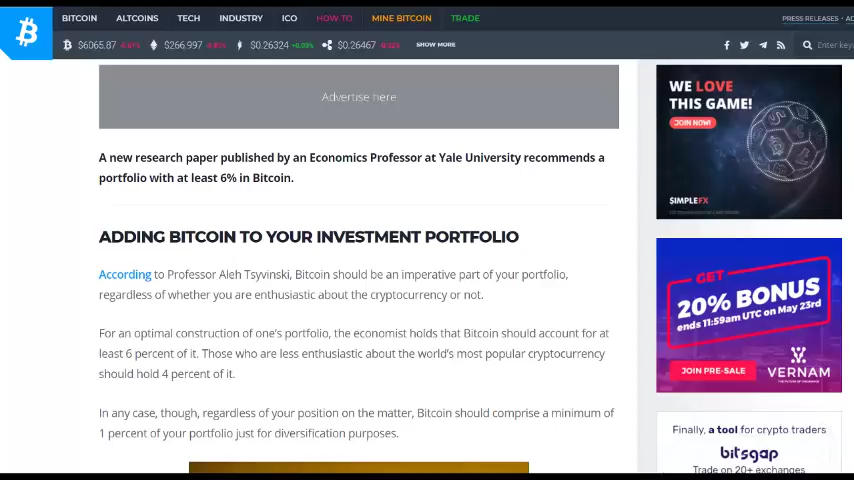 BITCOIN ALTCOINS TECH INDUSTRY ICO HOW TO MINE BITCOIN TRADE
PRESS RELEASES
$6065.87 -0.61% $266,997 $0.26324 +0.03% $0.26467 SHOW MORE
Advertise here
A new research paper published by an Economics Professor at Yale University recommends a
portfolio with at least 6% in Bitcoin.
ADDING BITCOIN TO YOUR INVESTMENT PORTFOLIO
According to Professor Aleh Tsyvinski, Bitcoin should be an imperative part of your portfolio,
regardless of whether you are enthusiastic about the cryptocurrency or not.
For an optimal construction of one's portfolio, the economist holds that Bitcoin should account for at
least 6 percent of it. Those who are less enthusiastic about the world's most popular cryptocurrency
should hold 4 percent of it.
In any case, though, regardless of your position on the matter, Bitcoin should comprise a minimum of
1 percent of your portfolio just for diversification purposes.
WE LOVE
THIS GAME!
JOIN NOW!
$IMPLEFX
GET
20% BONUS
ends 11:59am UTC on May 23rd
JOIN PRE-SALE
VERNAM
Finally, a tool for crypto traders
bitsgap
Trade on 20+ exchanges